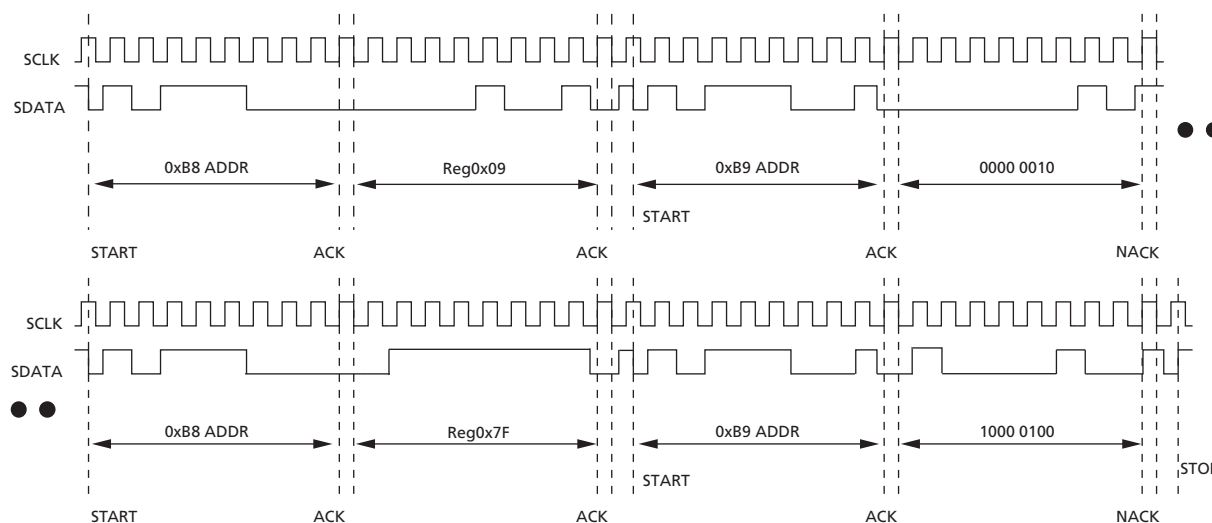 SCLK
SDATA
0xB8 ADDR Reg0x09 0xB9 ADDR 0000 0010
START
START ACK ACK ACK NACK
SCLK
SDATA
0xB8 ADDR Reg0x7F 0xB9 ADDR 1000 0100
START STOP
START ACK ACK ACK NACK